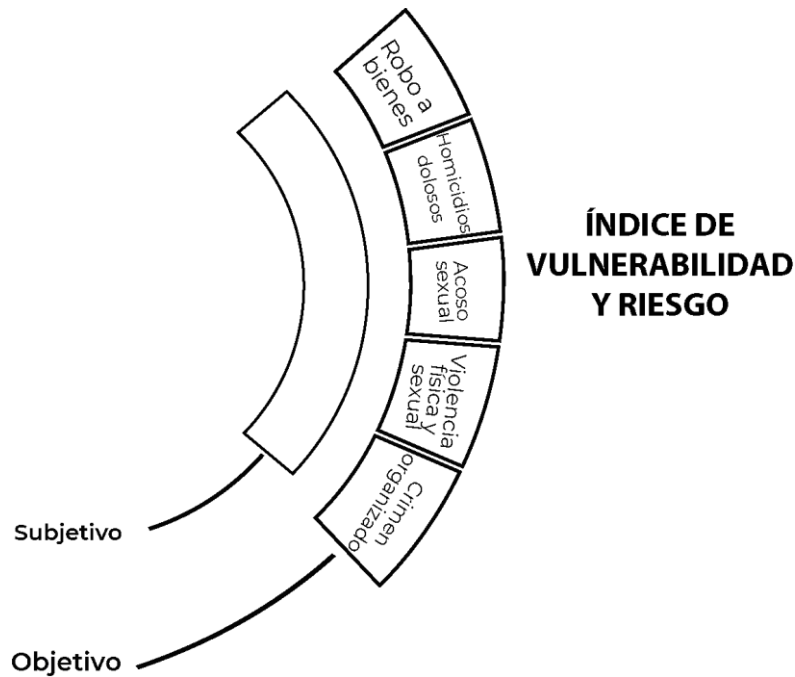 Robo a
bienes
Homicidios
dolosos
Acoso
sexual
Violencia
física y
sexual
Crimen
organizado
ÍNDICE DE
VULNERABILIDAD
Y RIESGO
Subjetivo
Objetivo